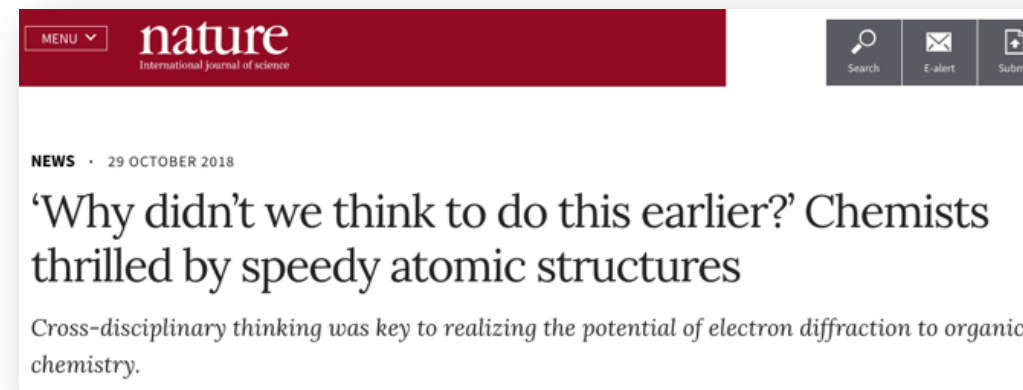 MENU
nature
International journal of science
Search
E-alert
NEWS · 29 OCTOBER 2018
‘Why didn’t we think to do this earlier?’ Chemists
thrilled by speedy atomic structures
Cross-disciplinary thinking was key to realizing the potential of electron diffraction to organic
chemistry.